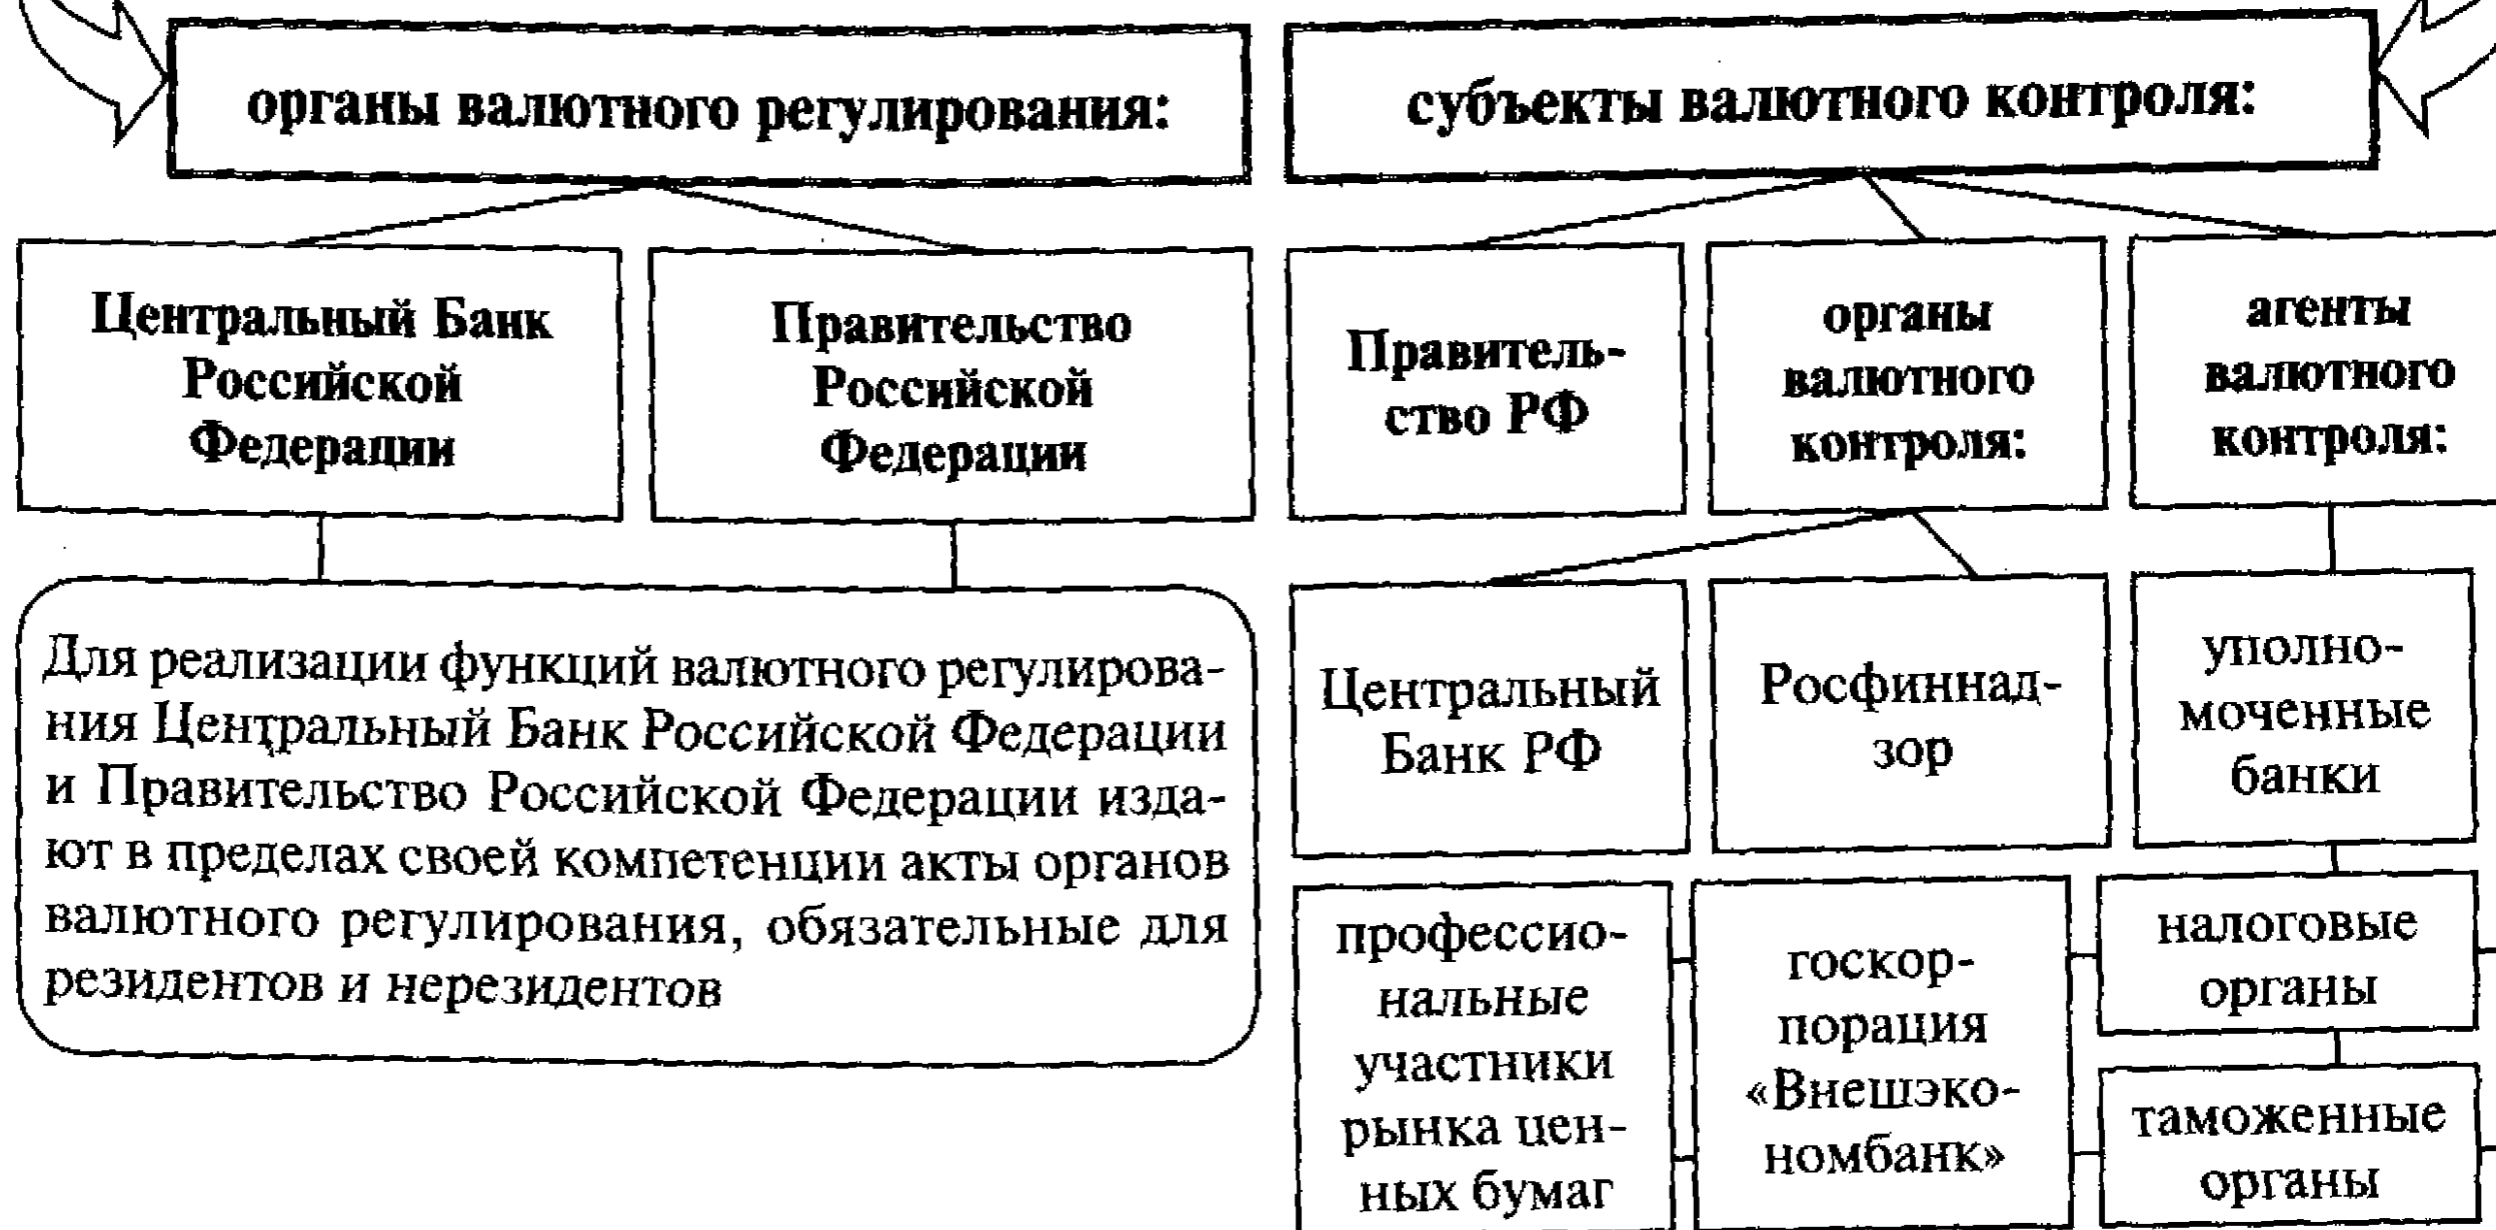 органы валютного регулирования:
субъекты валютного контроля:
Центральный Банк
Российской
Федерации
Правительство
Российской
Федерации
Правитель-
ство РФ
органы
валютного
контроля:
агенты
валютного
контроля:
Для реализации функций валютного регулирова-
ния Центральный Банк Российской Федерации
и Правительство Российской Федерации изда-
ют в пределах своей компетенции акты органов
валютного регулирования, обязательные для
резидентов и нерезидентов
Центральный
Банк РФ
Росфиннад-
зор
уполно-
моченные
банки
профессио-
нальные
участники
рынка цен-
ных бумаг
госкор-
порация
«Внешэко-
номбанк»
налоговые
органы
таможенные
органы